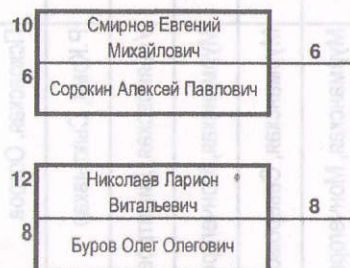 10
Смирнов Евгений
Михайлович
6
6
Сорокин Алексей Павлович
12
Николаев Ларион
Витальевич
8
8
Буров Олег Олегович